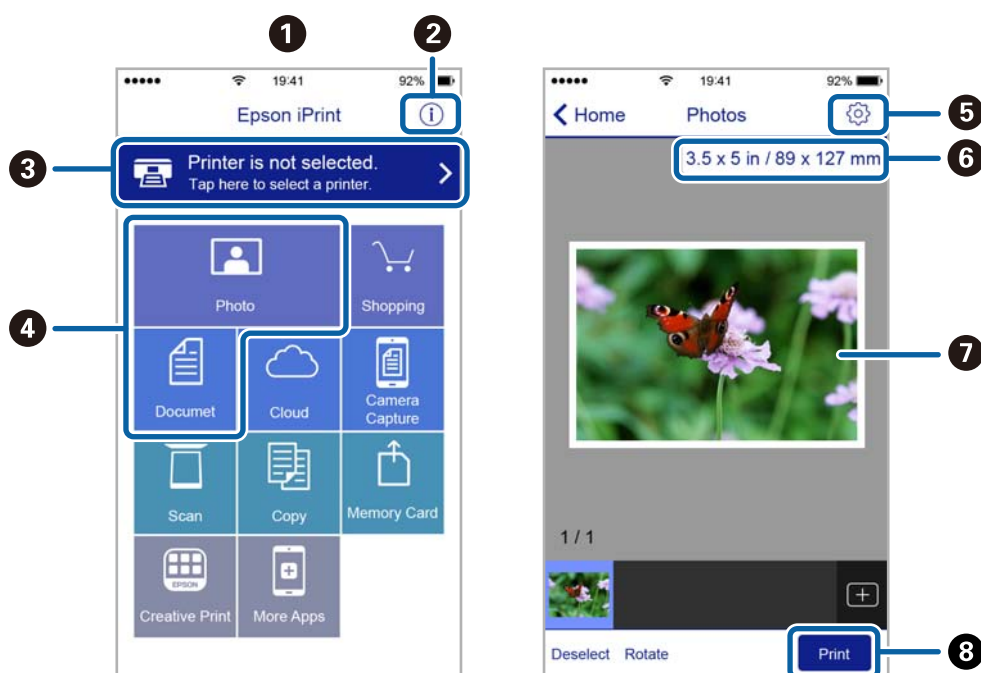 1
2
19:41
92%
Epson iPrint
3
Printer is not selected.
Tap here to select a printer.
4
Photo
Shopping
Documet
Cloud
Camera
Capture
Scan
Copy
Memory Card
EPSON
Creative Print
More Apps
19:41
92%
Home
Photos
5
3.5 x 5 in / 89 x 127 mm
6
7
1 / 1
Deselect
Rotate
Print
8